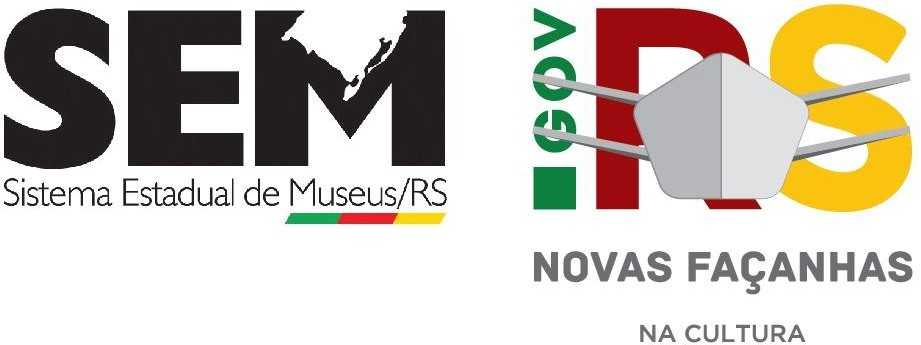 SEM
Sistema Estadual de Museus/RS
.GOV
RS
NOVAS FAÇANHAS
NA CULTURA